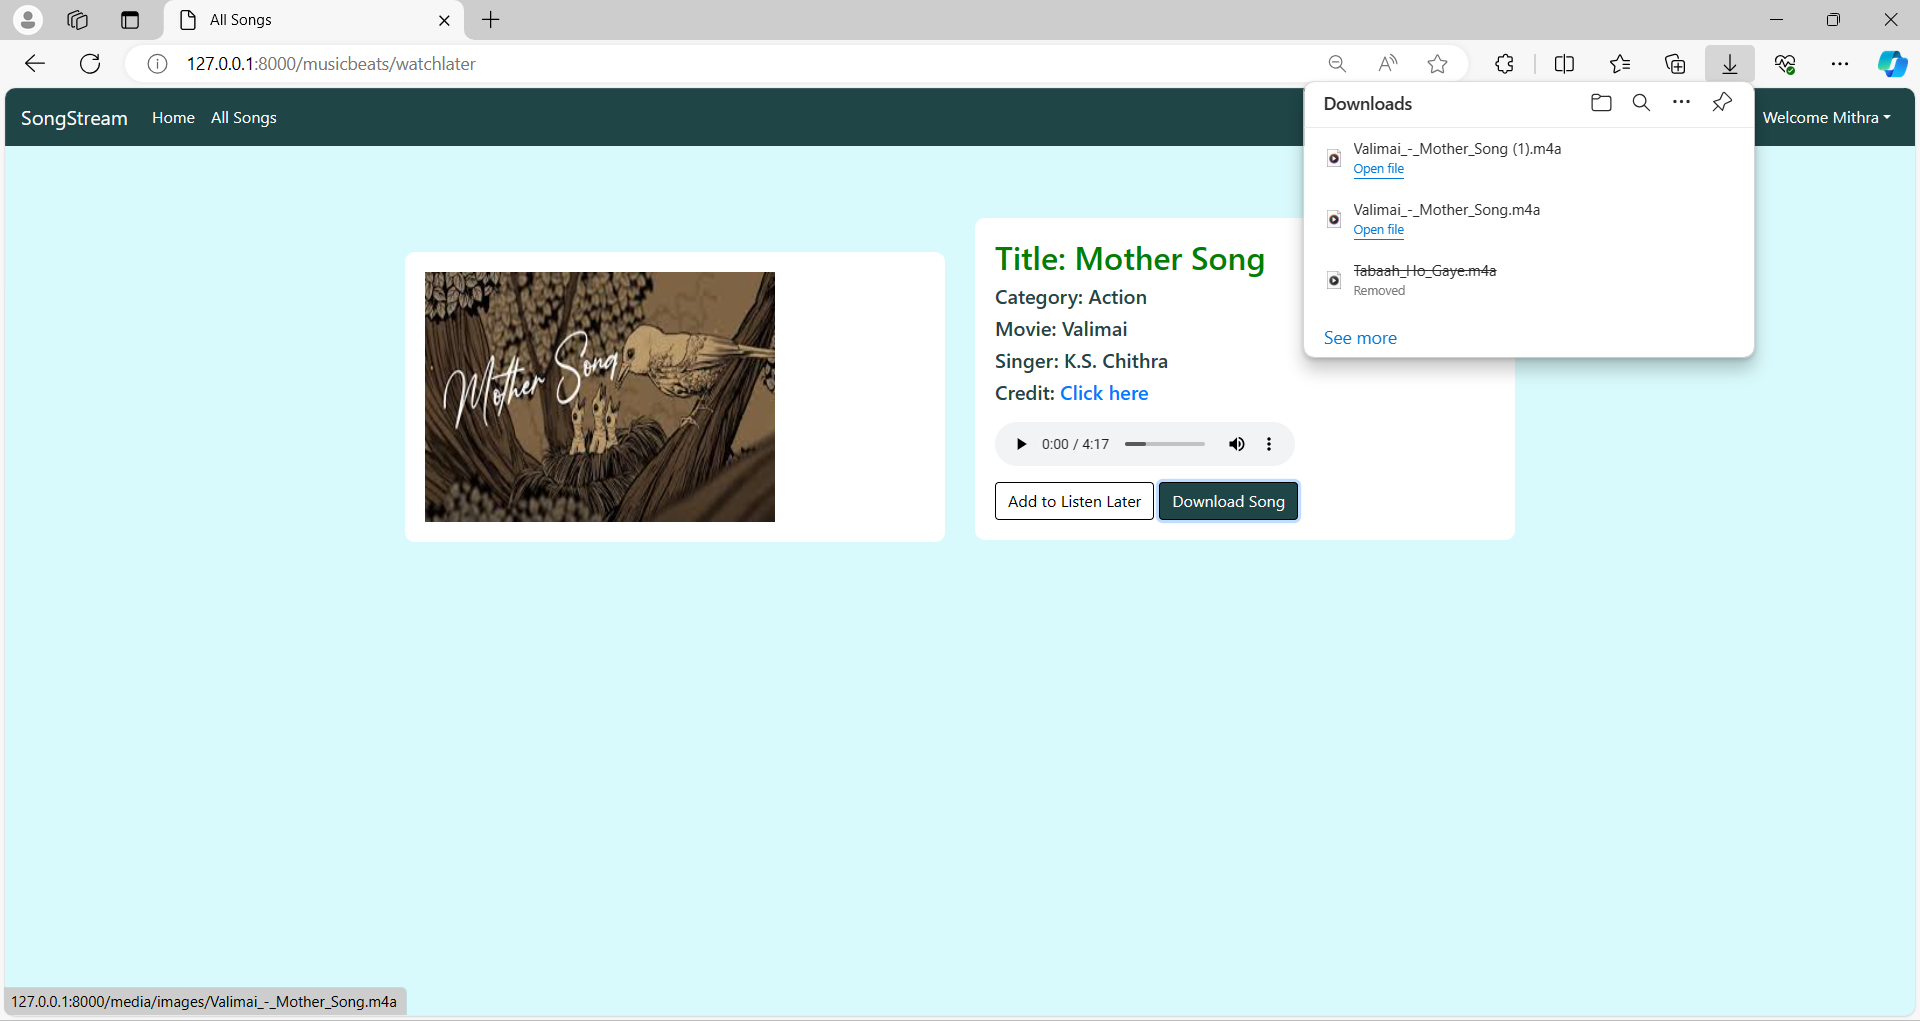 All Songs
127.0.0.1:8000/musicbeats/watchlater
SongStream Home All Songs
Welcome Mithra
Downloads
Valimai_-_Mother_Song (1).m4a
Open file
Valimai_-_Mother_Song.m4a
Open file
Tabaah_Ho_Gaye.m4a
Removed
See more
Mother Song
Title: Mother Song
Category: Action
Movie: Valimai
Singer: K.S. Chithra
Credit: Click here
0:00 / 4:17
Add to Listen Later Download Song
127.0.0.1:8000/media/images/Valimai_-_Mother_Song.m4a